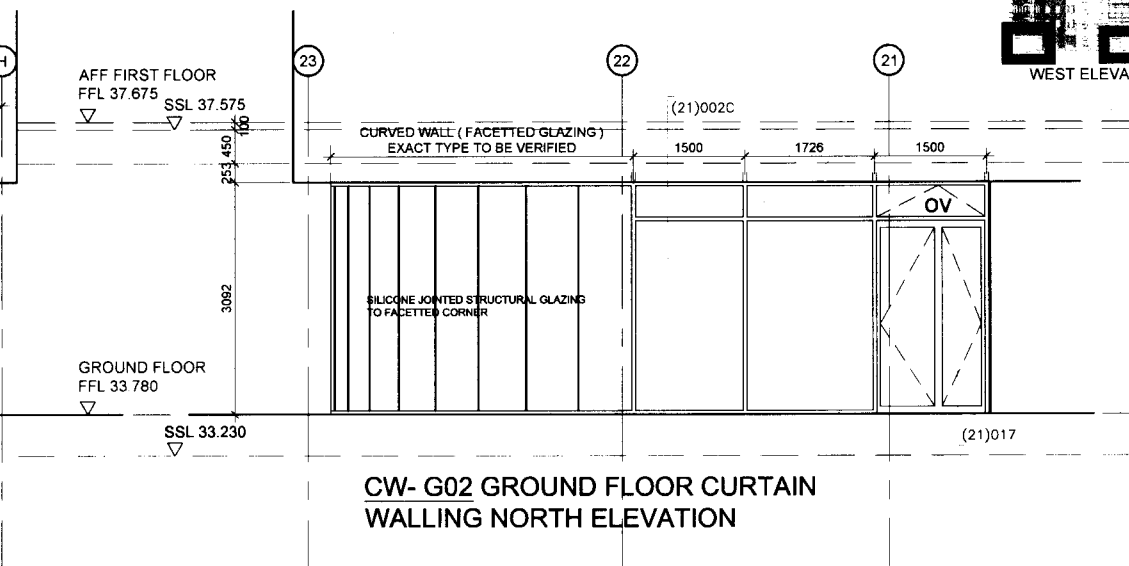 H
23
22
21
WEST ELEVA
AFF FIRST FLOOR
FFL 37.675
SSL 37.575
(21)002C
100
450
253
CURVED WALL ( FACETTED GLAZING )
EXACT TYPE TO BE VERIFIED
1500
1726
1500
OV
3092
SILICONE JOINTED STRUCTURAL GLAZING
TO FACETTED CORNER
GROUND FLOOR
FFL 33.780
SSL 33.230
(21)017
CW- G02 GROUND FLOOR CURTAIN
WALLING NORTH ELEVATION